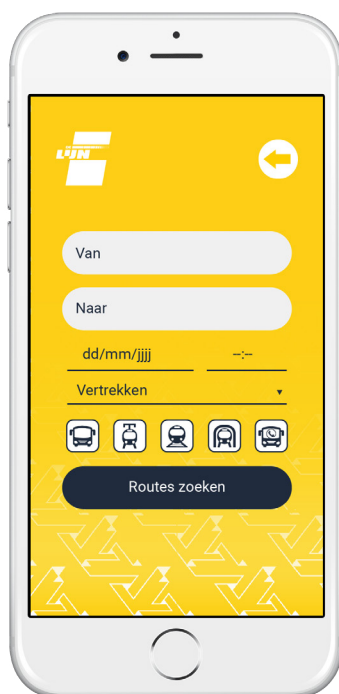 LIJN
Van
Naar
dd/mm/jjjj --:--
Vertrekken
Routes zoeken